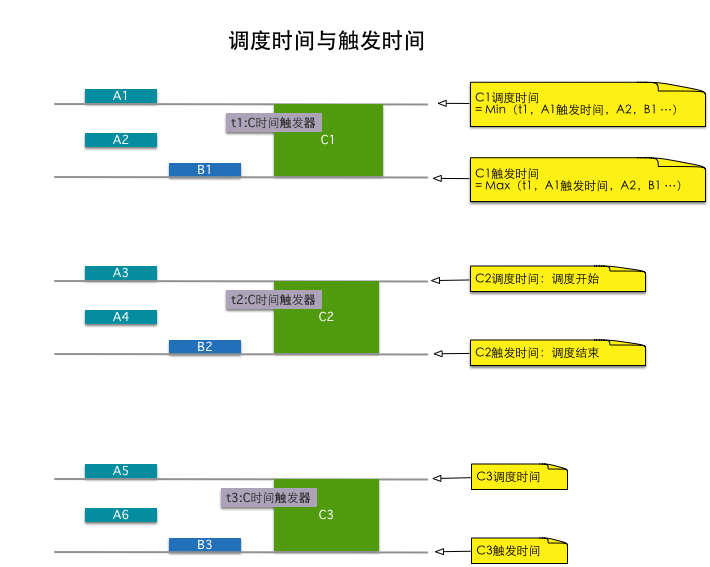 调度时间与触发时间
A1
C1调度时间
= Min（t1，A1触发时间，A2，B1 …）
t1:C时间触发器
A2
C1
B1
C1触发时间
= Max（t1，A1触发时间，A2，B1 …）
A3
C2调度时间：调度开始
t2:C时间触发器
A4
C2
B2
C2触发时间：调度结束
A5
C3调度时间
t3:C时间触发器
A6
C3
B3
C3触发时间